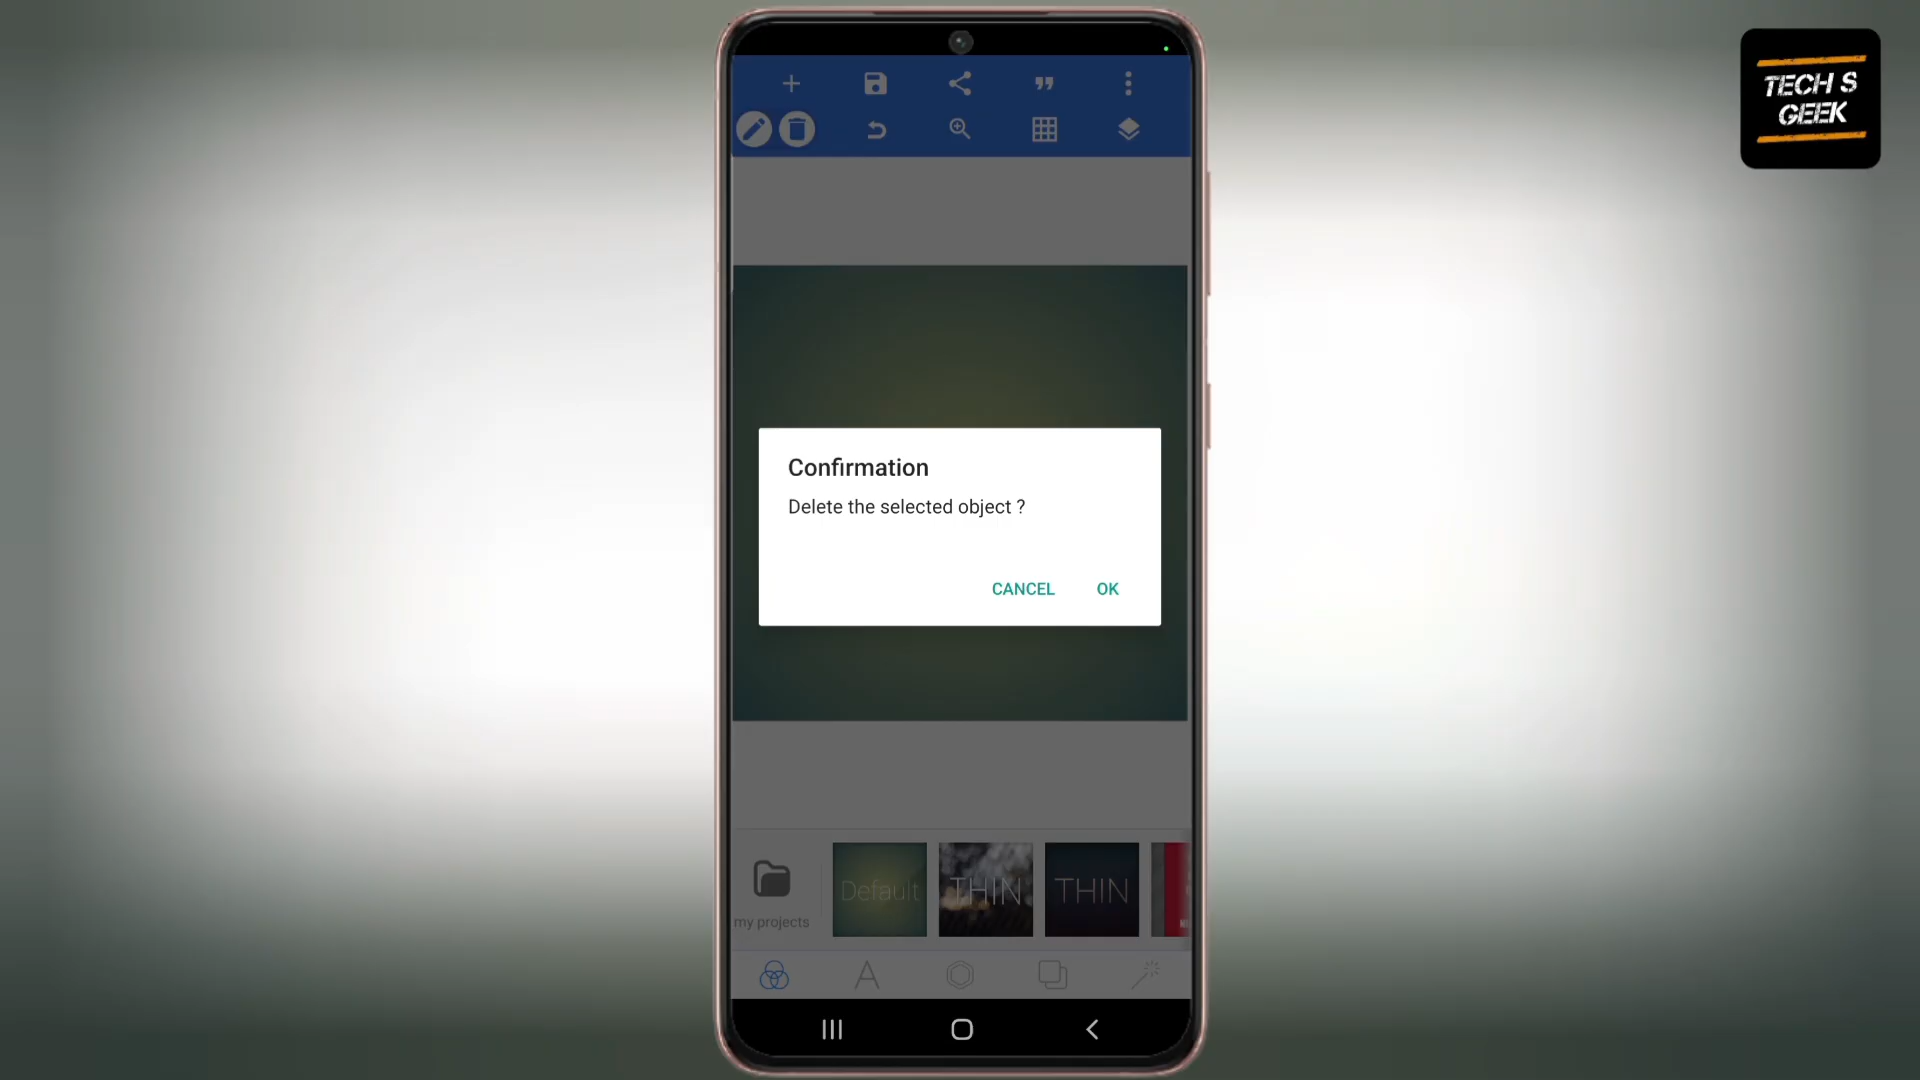 TECH S
GEEK
Confirmation
Delete the selected object ?
CANCEL OK
my projects
Default
THIN
THIN